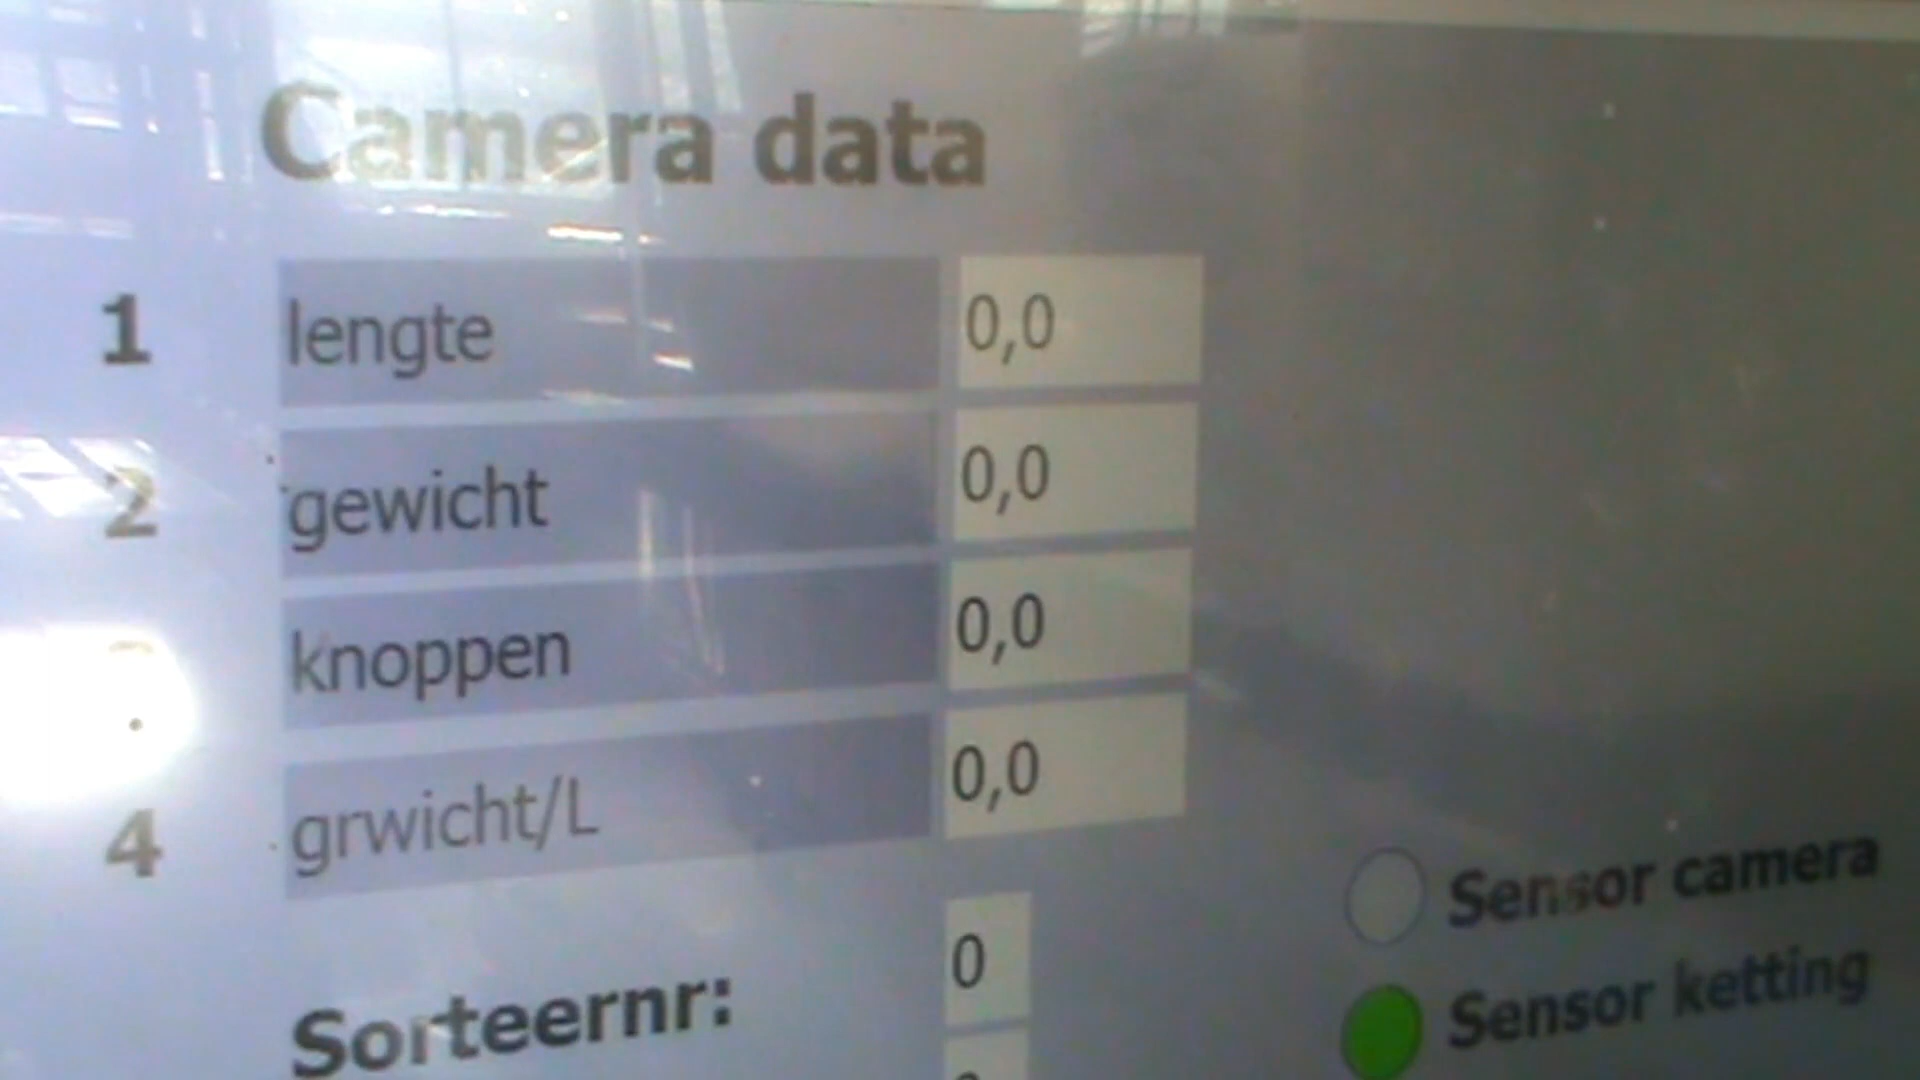 Camera data
1 lengte 0,0
2 gewicht 0,0
knoppen 0,0
4 grwicht/L 0,0
Sensor camera
Sorteernr: 0
Sensor ketting